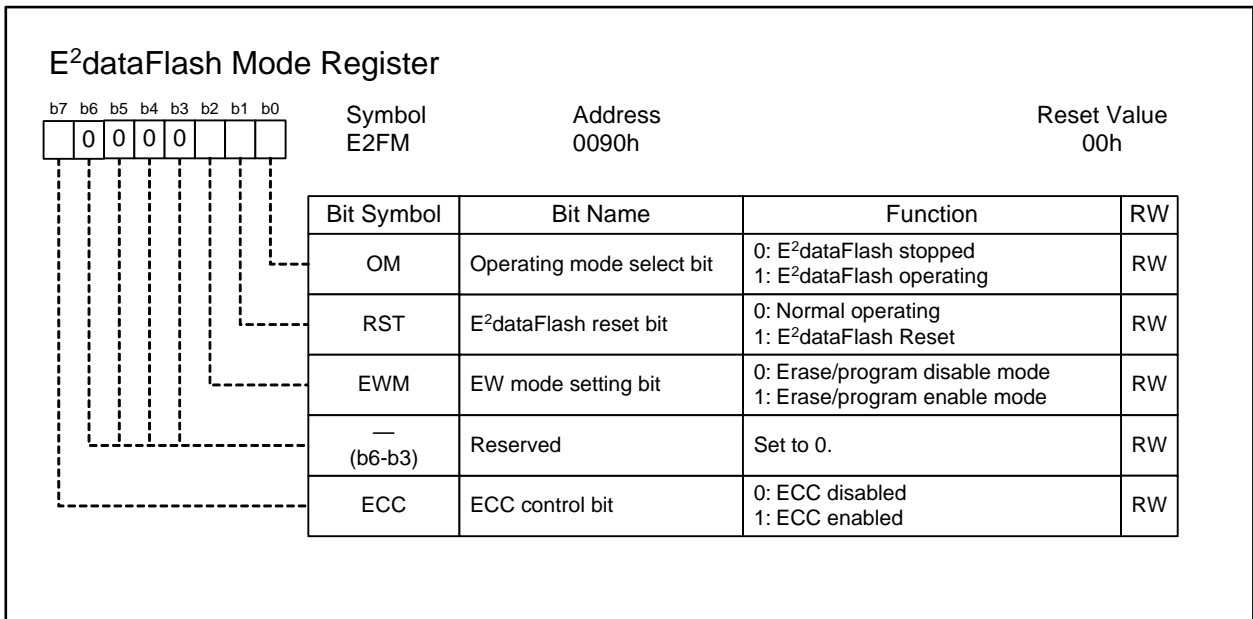 E²dataFlash Mode Register
b7 b6 b5 b4 b3 b2 b1 b0
0 0 0 0
Symbol Address Reset Value
E2FM 0090h 00h
Bit Symbol Bit Name Function RW
OM Operating mode select bit 0: E²dataFlash stopped
1: E²dataFlash operating RW
RST E²dataFlash reset bit 0: Normal operating
1: E²dataFlash Reset RW
EWM EW mode setting bit 0: Erase/program disable mode
1: Erase/program enable mode RW
—
(b6-b3) Reserved Set to 0. RW
ECC ECC control bit 0: ECC disabled
1: ECC enabled RW